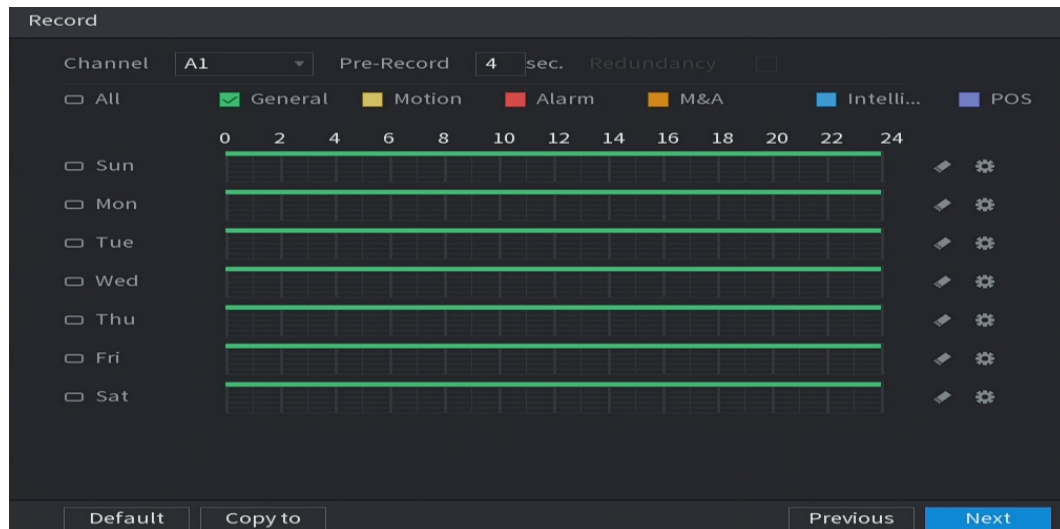 Record
Channel A1 Pre-Record 4 sec. Redundancy
All General Motion Alarm M&A Intelli... POS
0 2 4 6 8 10 12 14 16 18 20 22 24
Sun
Mon
Tue
Wed
Thu
Fri
Sat
Default Copy to Previous Next